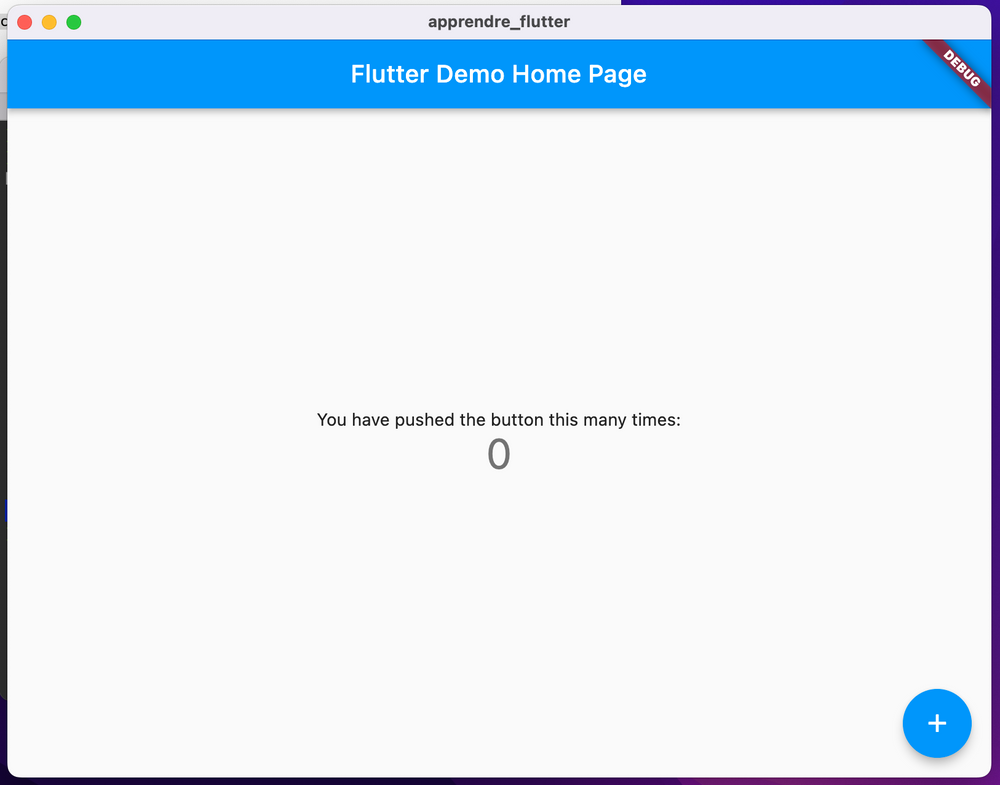 apprendre_flutter
Flutter Demo Home Page
DEBUG
You have pushed the button this many times:
0
+